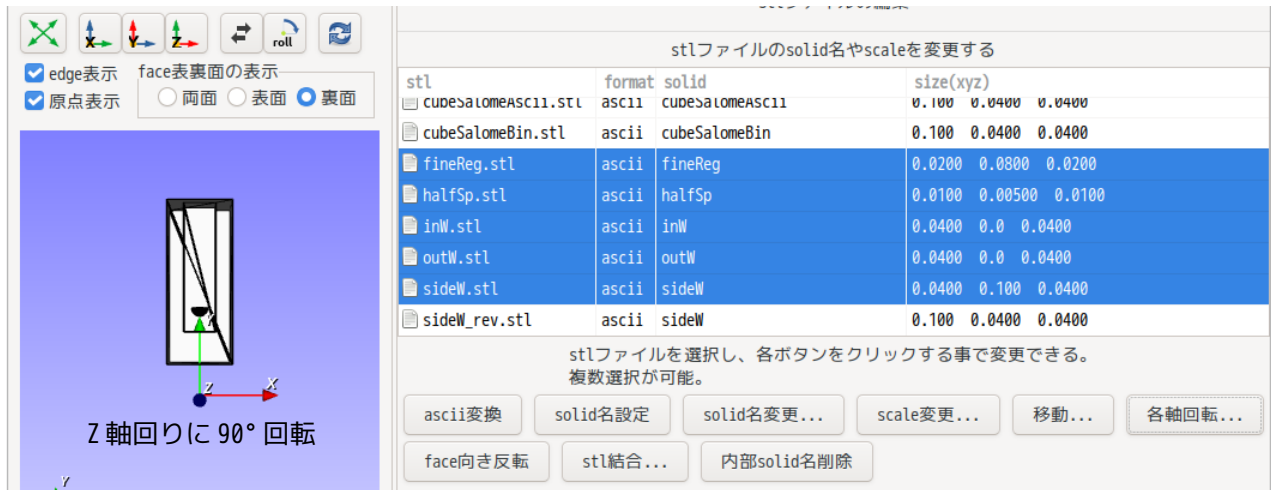 stlファイルのsolid名やscaleを変更する
X Y Z roll
edge表示 face表裏面の表示
原点表示 両面 表面 裏面
stl format solid size(xyz)
cubeSalomeAscii.stl ascii cubeSalomeAscii 0.100 0.0400 0.0400
cubeSalomeBin.stl ascii cubeSalomeBin 0.100 0.0400 0.0400
fineReg.stl ascii fineReg 0.0200 0.0800 0.0200
halfSp.stl ascii halfSp 0.0100 0.00500 0.0100
inW.stl ascii inW 0.0400 0.0 0.0400
outW.stl ascii outW 0.0400 0.0 0.0400
sideW.stl ascii sideW 0.0400 0.100 0.0400
sideW_rev.stl ascii sideW 0.100 0.0400 0.0400
Y
Z X
Z軸回りに90°回転
Y
stlファイルを選択し、各ボタンをクリックする事で変更できる。
複数選択が可能。
ascii変換 solid名設定 solid名変更... scale変更... 移動... 各軸回転...
face向き反転 stl結合... 内部solid名削除